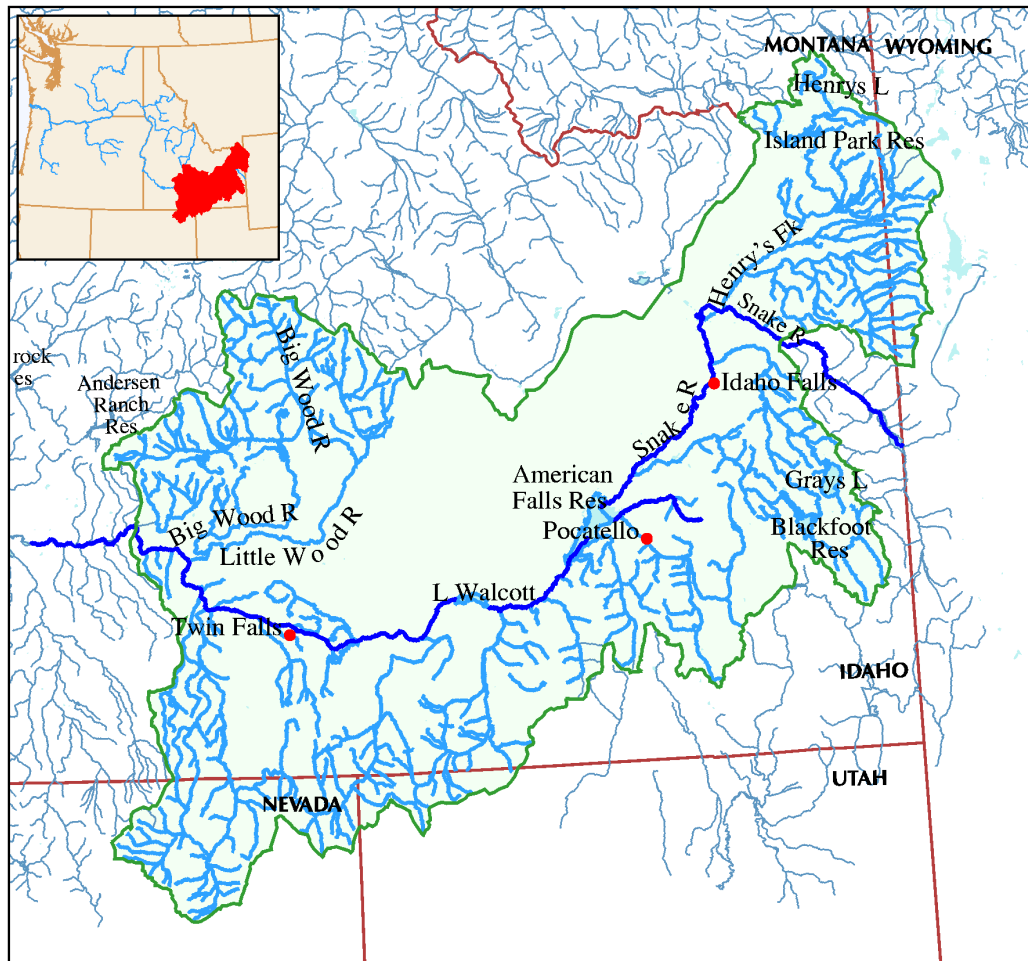 MONTANA WYOMING
Henrys L
Island Park Res
Henry's Fk
Snake R
Big Wood R
rock
es
Andersen
Ranch
Res
Idaho Falls
Snake R
American
Falls Res
Grays L
Big Wood R
Pocatello
Blackfoot
Res
Little Wood R
L Walcott
Twin Falls
IDAHO
UTAH
NEVADA